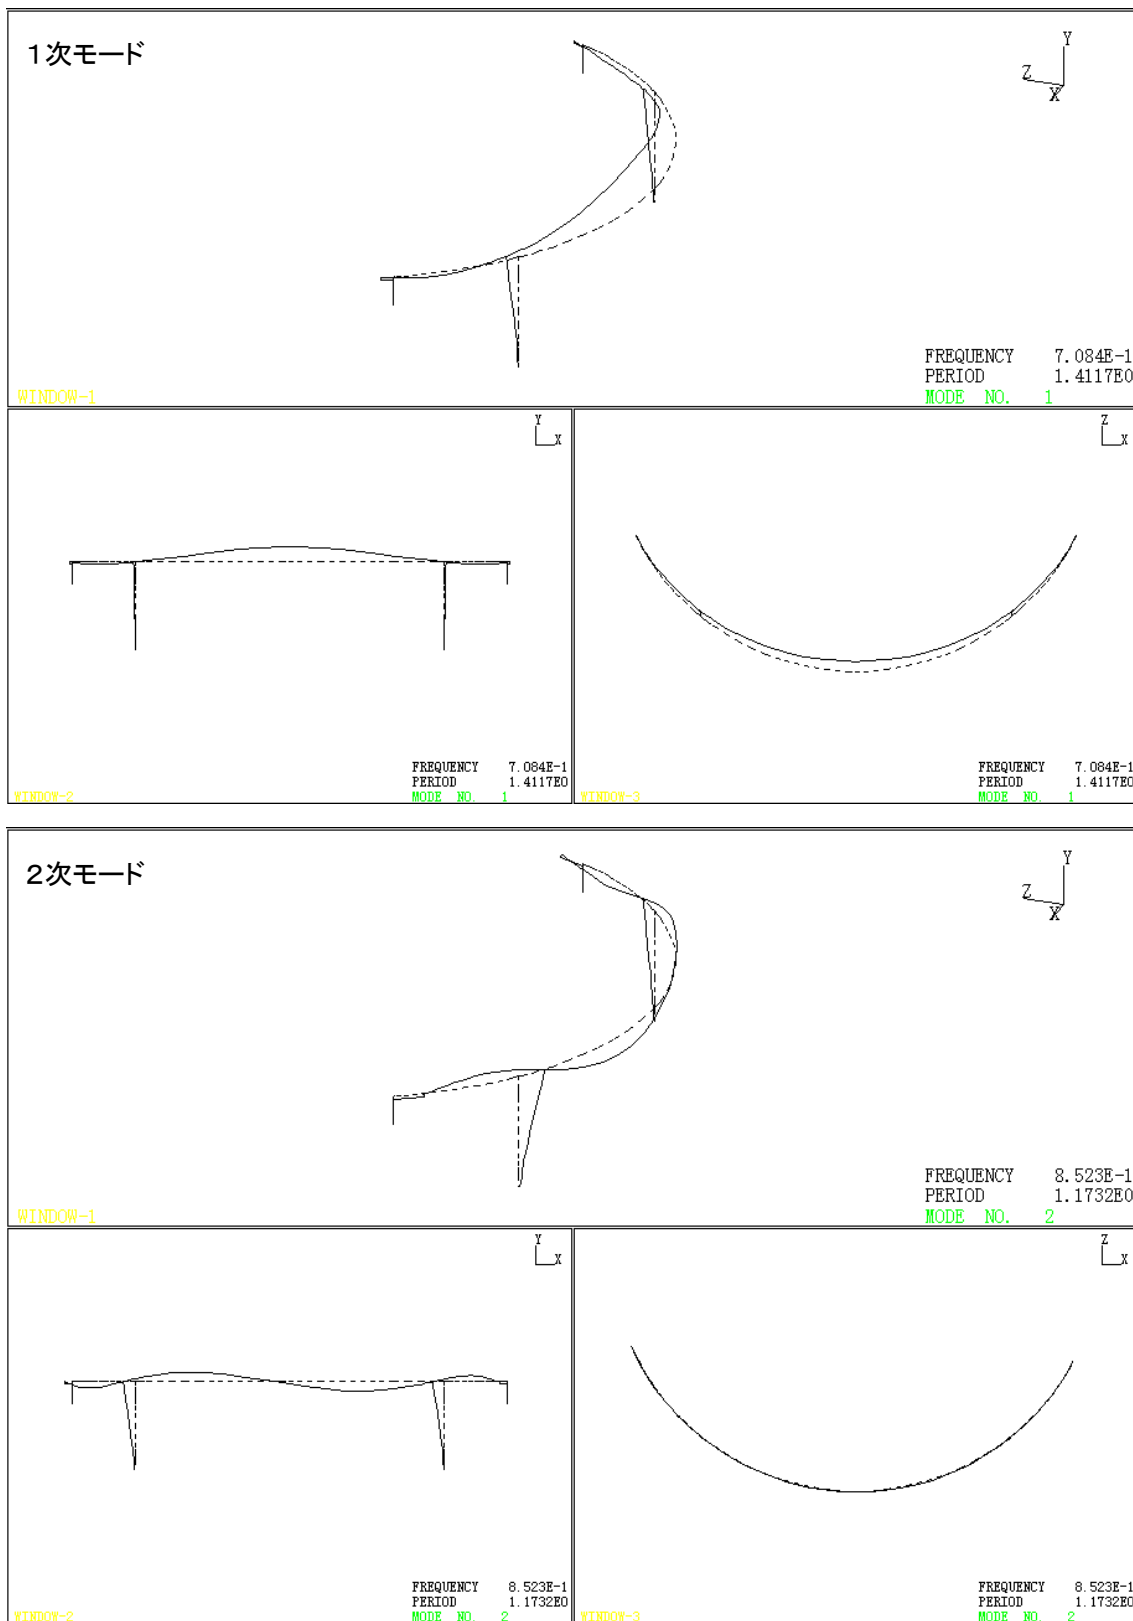 1次モード
Y
Z
X
FREQUENCY 7.084E-1
PERIOD 1.4117E0
MODE NO. 1
WINDOW-1
Y
X
FREQUENCY 7.084E-1
PERIOD 1.4117E0
MODE NO. 1
WINDOW-2
Z
X
FREQUENCY 7.084E-1
PERIOD 1.4117E0
MODE NO. 1
WINDOW-3
2次モード
Y
Z
X
FREQUENCY 8.523E-1
PERIOD 1.1732E0
MODE NO. 2
WINDOW-1
Y
X
FREQUENCY 8.523E-1
PERIOD 1.1732E0
MODE NO. 2
WINDOW-2
Z
X
FREQUENCY 8.523E-1
PERIOD 1.1732E0
MODE NO. 2
WINDOW-3